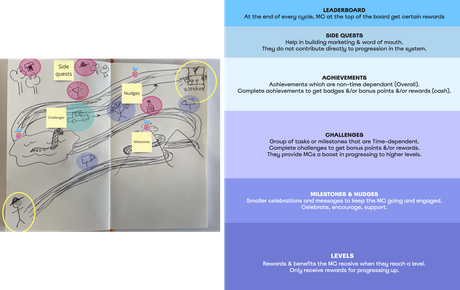 Side
quests
Nudges
Challenges
Milestones
LEADERBOARD
At the end of every cycle, MC at the top of the board get certain rewards
SIDE QUESTS
Help in building marketing & word of mouth.
They do not contribute directly to progression in the system.
ACHIEVEMENTS
Achievements which are non-time dependant (Overall).
Complete achievements to get badges &/or bonus points &/or rewards (cash).
CHALLENGES
Group of tasks or milestones that are Time-dependent.
Complete challenges to get bonus points &/or rewards.
They provide MCs a boost in progressing to higher levels.
MILESTONES & NUDGES
Smaller celebrations and messages to keep the MC going and engaged.
Celebrate, encourage, support.
LEVELS
Rewards & benefits the MC receive when they reach a level.
Only receive rewards for progressing up.